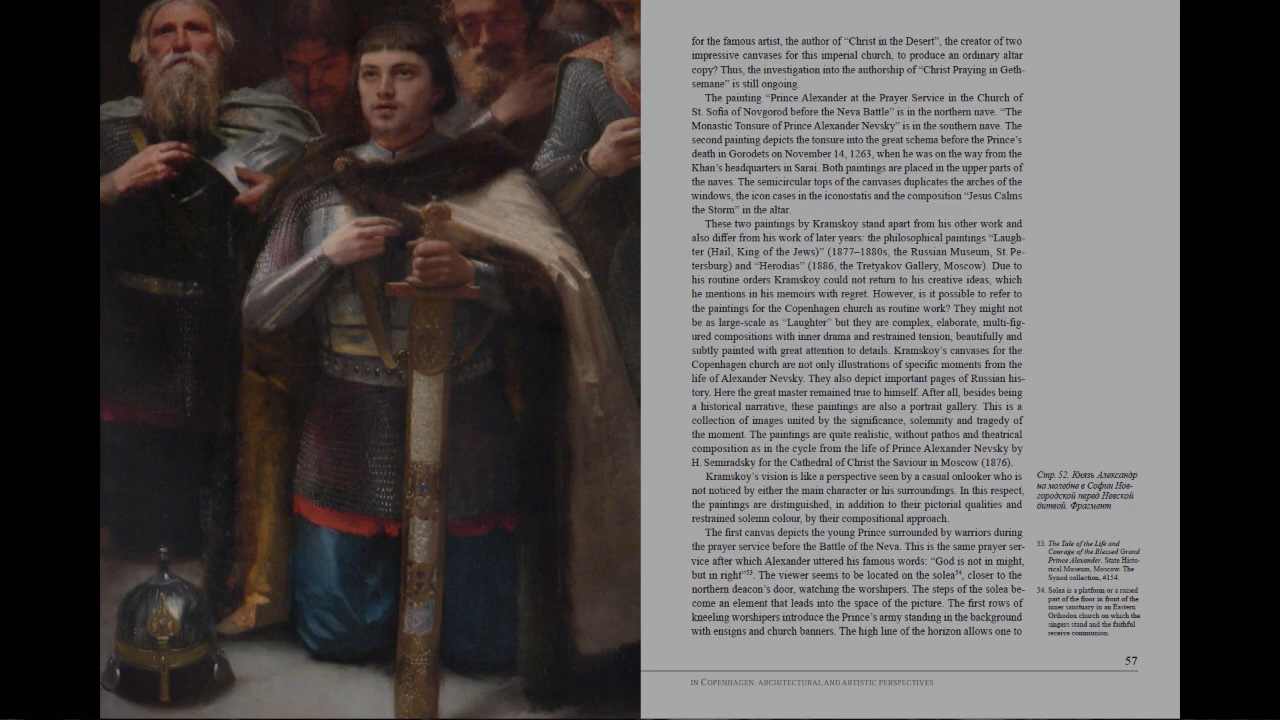 for the famous artist, the author of “Christ in the Desert”, the creator of two
impressive canvases for this imperial church, to produce an ordinary altar
copy? Thus, the investigation into the authorship of “Christ Praying in Geth-
semane” is still ongoing.
The painting “Prince Alexander at the Prayer Service in the Church of
St. Sofia of Novgorod before the Neva Battle” is in the northern nave. “The
Monastic Tonsure of Prince Alexander Nevsky” is in the southern nave. The
second painting depicts the tonsure into the great schema before the Prince’s
death in Gorodets on November 14, 1263, when he was on the way from the
Khan’s headquarters in Sarai. Both paintings are placed in the upper parts of
the naves. The semicircular tops of the canvases duplicates the arches of the
windows, the icon cases in the iconostatis and the composition “Jesus Calms
the Storm” in the altar.
These two paintings by Kramskoy stand apart from his other work and
also differ from his work of later years: the philosophical paintings “Laugh-
ter (Hail, King of the Jews)” (1877–1880s, the Russian Museum, St. Pe-
tersburg) and “Herodias” (1886, the Tretyakov Gallery, Moscow). Due to
his routine orders Kramskoy could not return to his creative ideas, which
he mentions in his memoirs with regret. However, is it possible to refer to
the paintings for the Copenhagen church as routine work? They might not
be as large-scale as “Laughter” but they are complex, elaborate, multi-fig-
ured compositions with inner drama and restrained tension, beautifully and
subtly painted with great attention to details. Kramskoy’s canvases for the
Copenhagen church are not only illustrations of specific moments from the
life of Alexander Nevsky. They also depict important pages of Russian his-
tory. Here the great master remained true to himself. After all, besides being
a historical narrative, these paintings are also a portrait gallery. This is a
collection of images united by the significance, solemnity and tragedy of
the moment. The paintings are quite realistic, without pathos and theatrical
composition as in the cycle from the life of Prince Alexander Nevsky by
H. Semiradsky for the Cathedral of Christ the Saviour in Moscow (1876).
Kramskoy’s vision is like a perspective seen by a casual onlooker who is
not noticed by either the main character or his surroundings. In this respect,
the paintings are distinguished, in addition to their pictorial qualities and
restrained solemn colour, by their compositional approach.
The first canvas depicts the young Prince surrounded by warriors during
the prayer service before the Battle of the Neva. This is the same prayer ser-
vice after which Alexander uttered his famous words: “God is not in might,
but in right”53. The viewer seems to be located on the solea54, closer to the
northern deacon’s door, watching the worshipers. The steps of the solea be-
come an element that leads into the space of the picture. The first rows of
kneeling worshipers introduce the Prince’s army standing in the background
with ensigns and church banners. The high line of the horizon allows one to
Стр. 52. Князь Александр
на молебне в Софии Нов-
городской перед Невской
битвой. Фрагмент
53. The Tale of the Life and
Courage of the Blessed Grand
Prince Alexander. State Histo-
rical Museum, Moscow. The
Synod collection, #154.
54. Solea is a platform or a raised
part of the floor in front of the
inner sanctuary in an Eastern
Orthodox church on which the
singers stand and the faithful
receive communion.
57
IN COPENHAGEN: ARCHITECTURAL AND ARTISTIC PERSPECTIVES